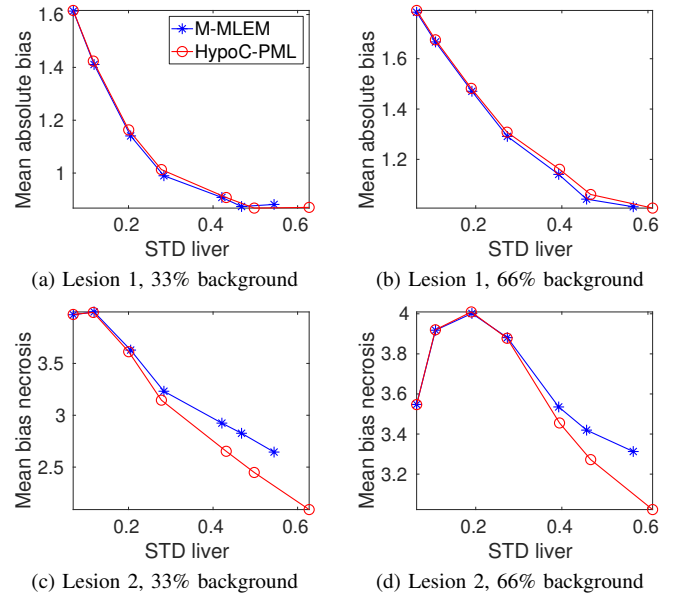 1.6
1.4
1.2
1
Mean absolute bias
M-MLEM
HypoC-PML
0.2 0.4 0.6
STD liver
(a) Lesion 1, 33% background
1.6
1.4
1.2
Mean absolute bias
0.2 0.4 0.6
STD liver
(b) Lesion 1, 66% background
3.5
3
2.5
Mean bias necrosis
0.2 0.4 0.6
STD liver
(c) Lesion 2, 33% background
4
3.8
3.6
3.4
3.2
Mean bias necrosis
0.2 0.4 0.6
STD liver
(d) Lesion 2, 66% background